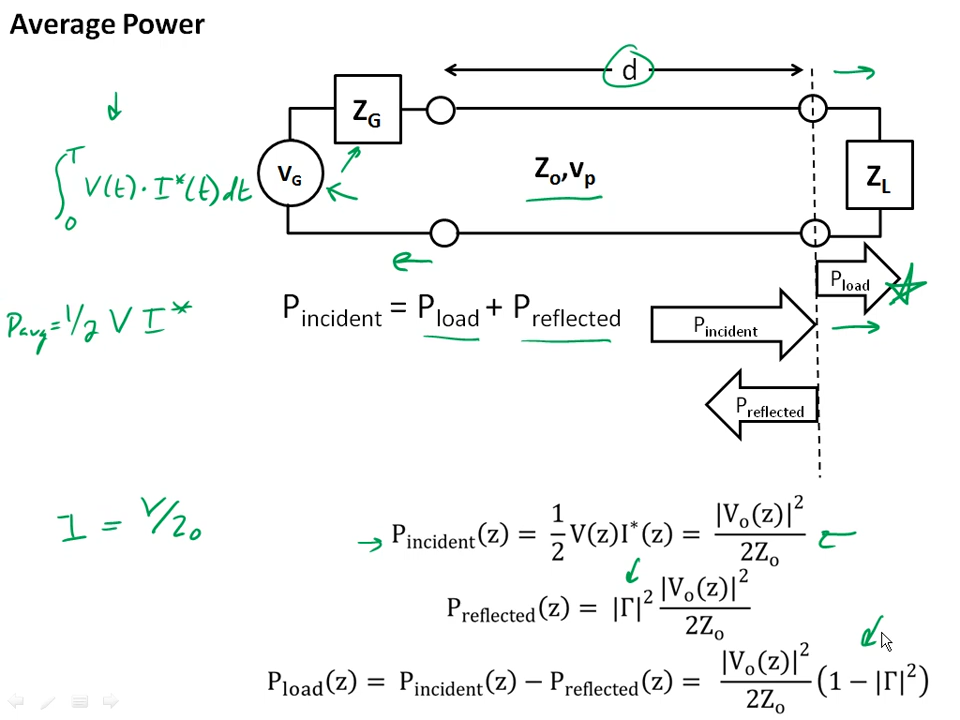 Average Power
d
Z_G
∫₀ᵀ V(t)·I*(t)dt
V_G
Z_o,v_p
Z_L
P_load
P_avg = 1/2 V I*
P_incident = P_load + P_reflected
P_incident
P_reflected
I = V/Z₀
P_incident(z) = 1/2 V(z)I*(z) = |V_o(z)|²/2Z_o
P_reflected(z) = |Γ|² |V_o(z)|²/2Z_o
P_load(z) = P_incident(z) − P_reflected(z) = |V_o(z)|²/2Z_o (1 − |Γ|²)